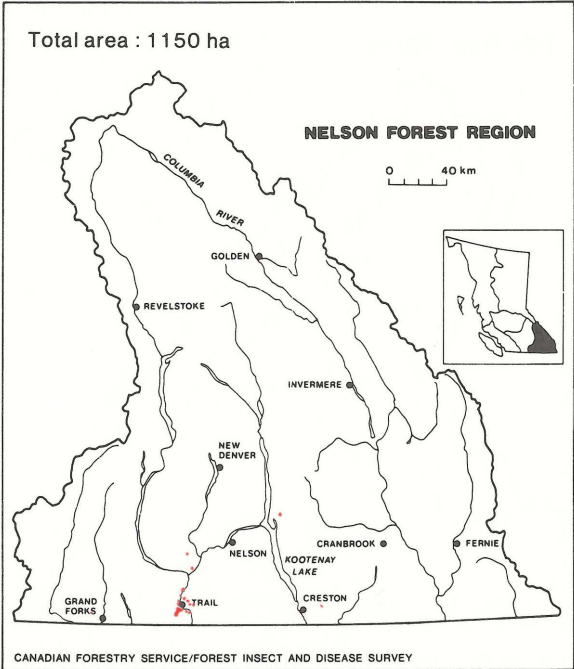 Total area : 1150 ha
NELSON FOREST REGION
0 40 km
COLUMBIA
RIVER
GOLDEN
REVELSTOKE
INVERMERE
NEW
DENVER
NELSON
KOOTENAY
LAKE
CRANBROOK
FERNIE
GRAND
FORKS
TRAIL
CRESTON
CANADIAN FORESTRY SERVICE/FOREST INSECT AND DISEASE SURVEY